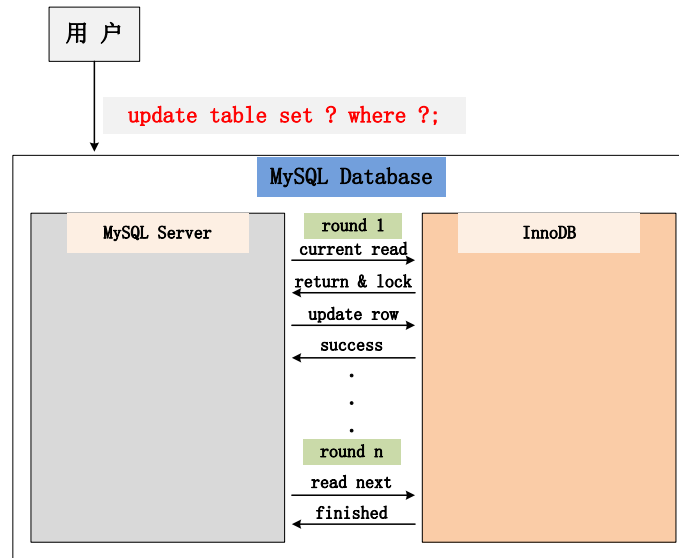 用 户
update table set ? where ?;
MySQL Database
MySQL Server
round 1
InnoDB
current read
return & lock
update row
success
.
.
.
round n
read next
finished